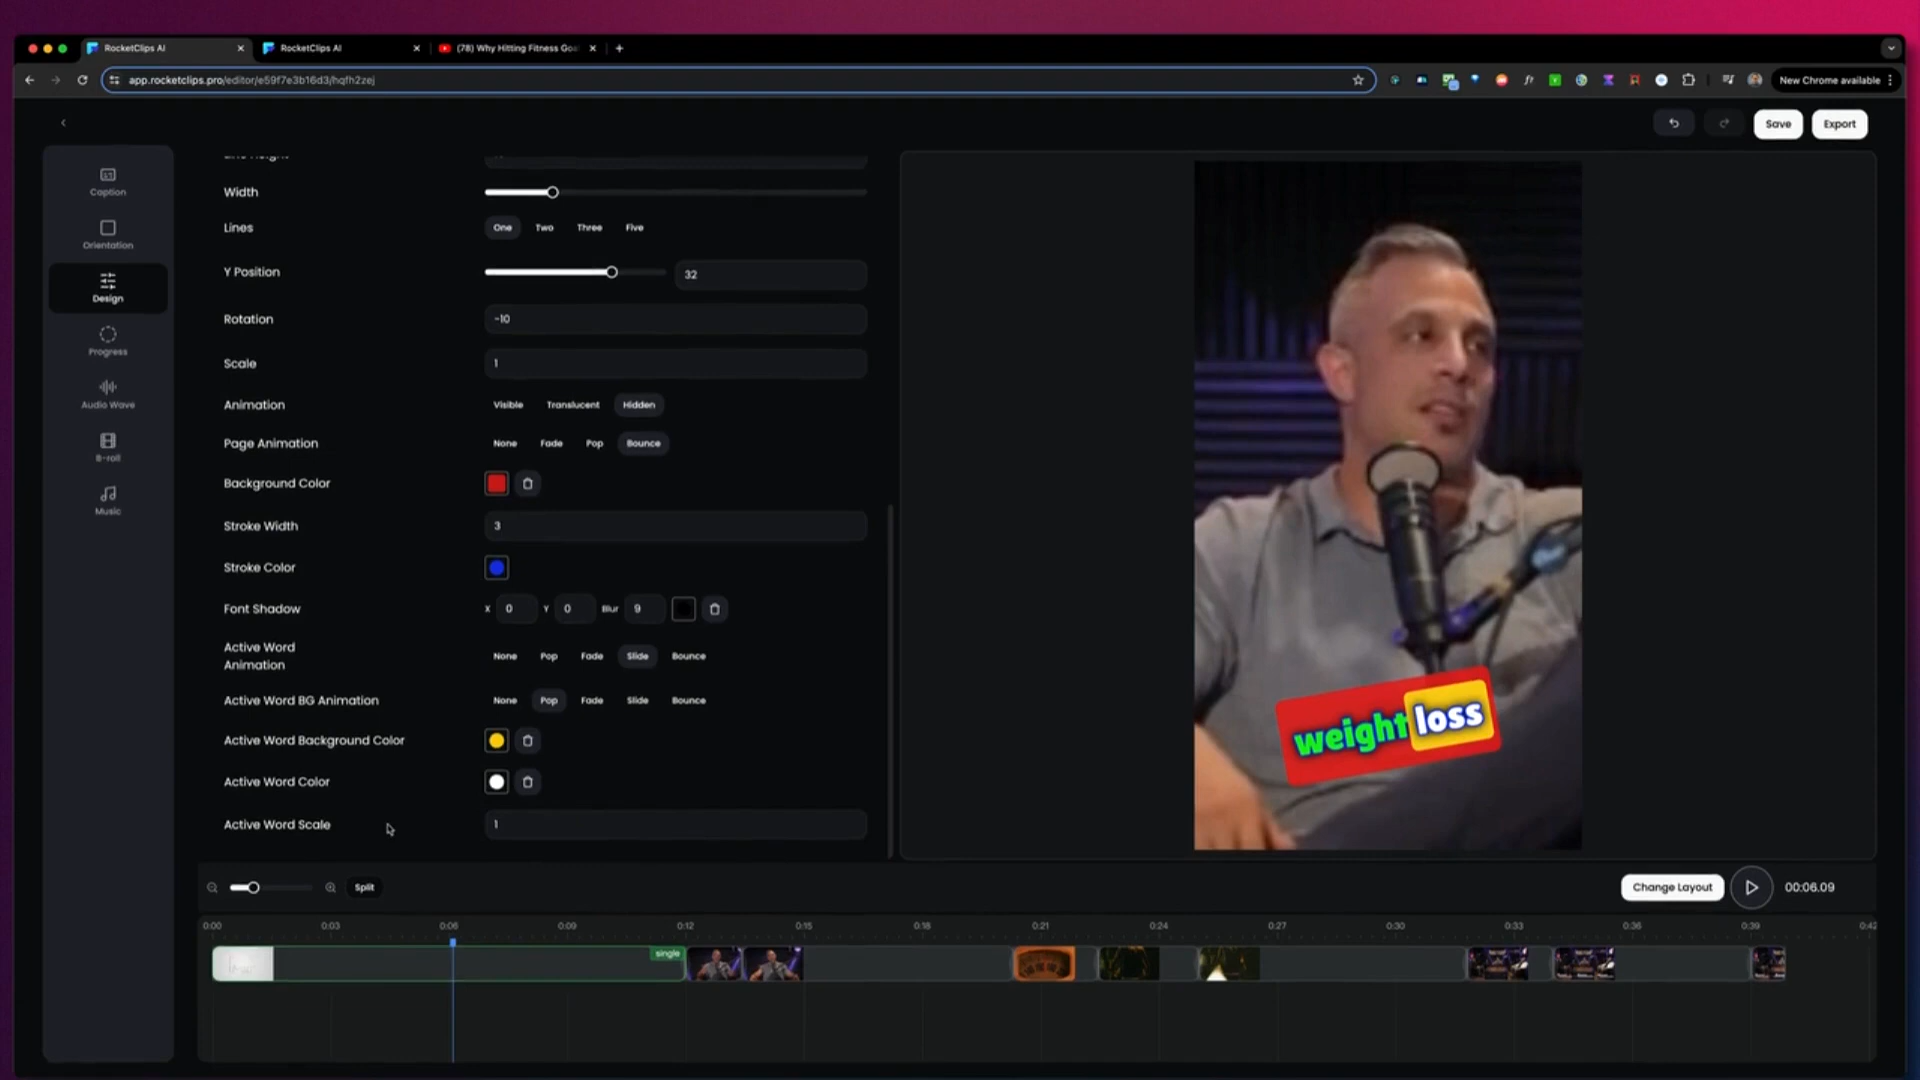 RocketClips AI
RocketClips AI
(78) Why Hitting Fitness Goa
app.rocketclips.pro/editor/e59f7e3b16d3/hqfh2zej
New Chrome available
Save
Export
Caption
Orientation
Design
Progress
Audio Wave
B-roll
Music
Line Height
Width
Lines One Two Three Five
Y Position 32
Rotation -10
Scale 1
Animation Visible Translucent Hidden
Page Animation None Fade Pop Bounce
Background Color
Stroke Width 3
Stroke Color
Font Shadow X 0 Y 0 Blur 9
Active Word
Animation
None Pop Fade Slide Bounce
Active Word BG Animation None Pop Fade Slide Bounce
Active Word Background Color
Active Word Color
Active Word Scale 1
weight loss
Split
Change Layout
00:06.09
0:00 0:03 0:06 0:09 0:12 0:15 0:18 0:21 0:24 0:27 0:30 0:33 0:36 0:39 0:42
single